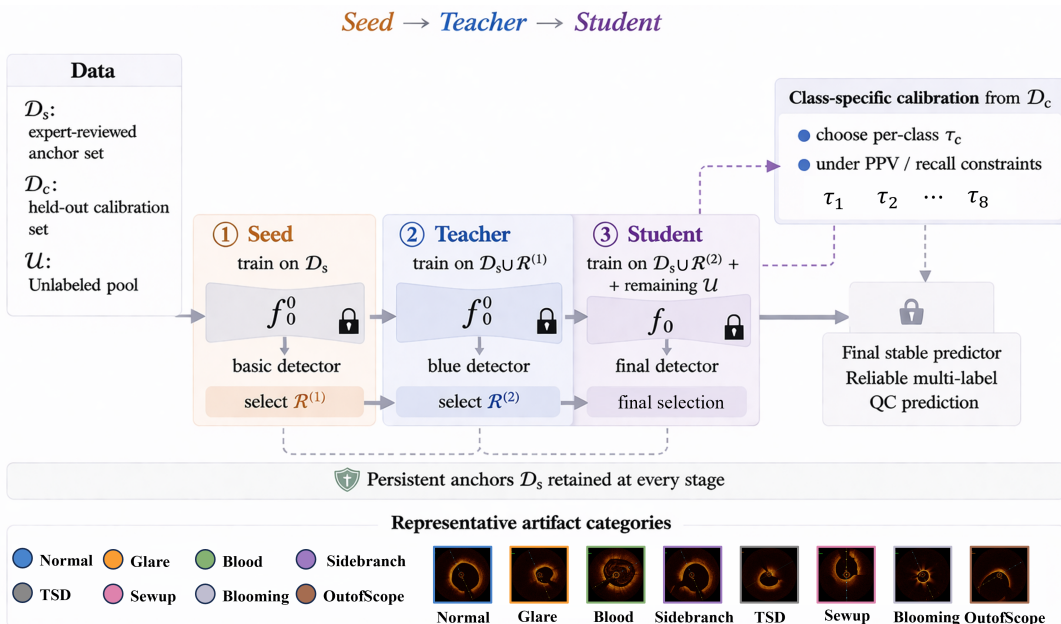 Seed → Teacher → Student
Data
𝒟ₛ:
expert-reviewed
anchor set
𝒟_c:
held-out calibration
set
𝒰:
Unlabeled pool
① Seed
train on 𝒟ₛ
f₀⁰
basic detector
select ℛ⁽¹⁾
② Teacher
train on 𝒟ₛ∪ℛ⁽¹⁾
f₀⁰
blue detector
select ℛ⁽²⁾
③ Student
train on 𝒟ₛ∪ℛ⁽²⁾ +
+ remaining 𝒰
f₀
final detector
final selection
Class-specific calibration from 𝒟_c
● choose per-class τ_c
● under PPV / recall constraints
τ₁ τ₂ ⋯ τ₈
Final stable predictor
Reliable multi-label
QC prediction
Persistent anchors 𝒟ₛ retained at every stage
Representative artifact categories
Normal Glare Blood Sidebranch
TSD Sewup Blooming OutofScope
Normal Glare Blood Sidebranch TSD Sewup Blooming OutofScope